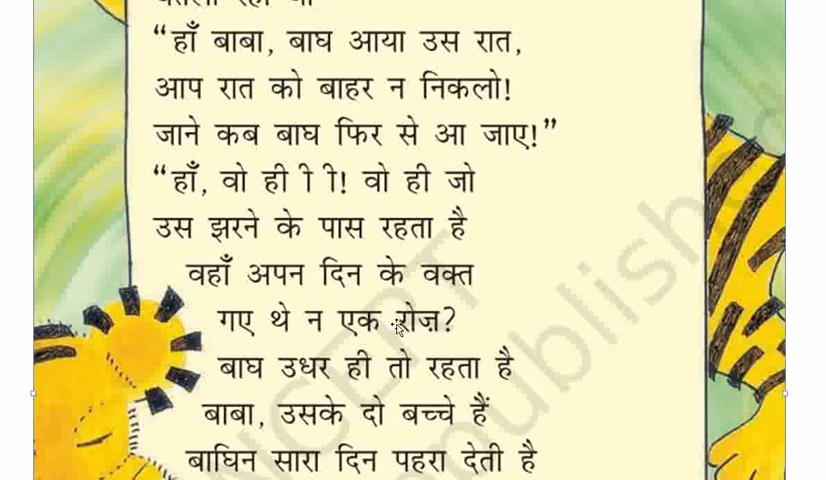 “हाँ बाबा, बाघ आया उस रात,
आप रात को बाहर न निकलो!
जाने कब बाघ फिर से आ जाए!”
“हाँ, वो ही ी ी! वो ही जो
उस झरने के पास रहता है
वहाँ अपन दिन के वक्त
गए थे न एक रोज़?
बाघ उधर ही तो रहता है
बाबा, उसके दो बच्चे हैं
बाघिन सारा दिन पहरा देती है